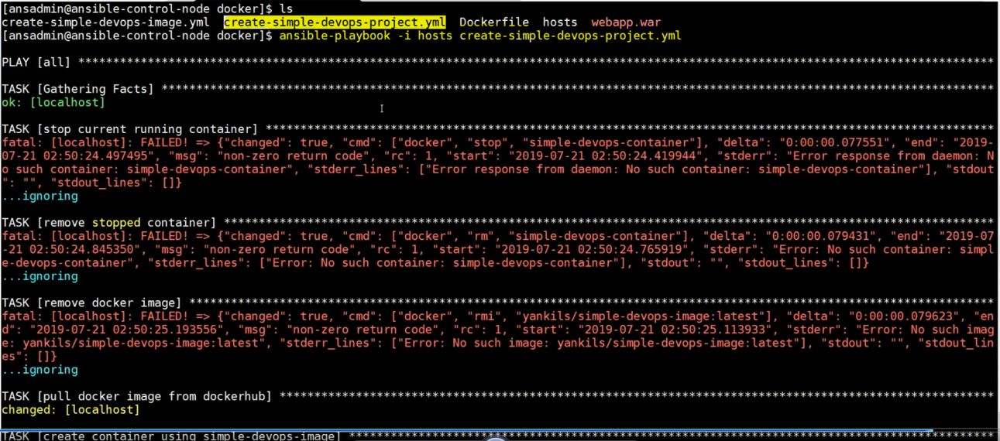 [ansadmin@ansible-control-node docker]$ ls
create-simple-devops-image.yml  create-simple-devops-project.yml  Dockerfile  hosts  webapp.war
[ansadmin@ansible-control-node docker]$ ansible-playbook -i hosts create-simple-devops-project.yml
PLAY [all] ************************************************************************************************************************************
TASK [Gathering Facts] ************************************************************************************************************************
ok: [localhost]
TASK [stop current running container] *********************************************************************************************************
fatal: [localhost]: FAILED! => {"changed": true, "cmd": ["docker", "stop", "simple-devops-container"], "delta": "0:00:00.077551", "end": "2019-
07-21 02:50:24.497495", "msg": "non-zero return code", "rc": 1, "start": "2019-07-21 02:50:24.419944", "stderr": "Error response from daemon: N
o such container: simple-devops-container", "stderr_lines": ["Error response from daemon: No such container: simple-devops-container"], "stdout
": "", "stdout_lines": []}
...ignoring
TASK [remove stopped container] ***************************************************************************************************************
fatal: [localhost]: FAILED! => {"changed": true, "cmd": ["docker", "rm", "simple-devops-container"], "delta": "0:00:00.079431", "end": "2019-07
-21 02:50:24.845350", "msg": "non-zero return code", "rc": 1, "start": "2019-07-21 02:50:24.765919", "stderr": "Error: No such container: simpl
e-devops-container", "stderr_lines": ["Error: No such container: simple-devops-container"], "stdout": "", "stdout_lines": []}
...ignoring
TASK [remove docker image] ********************************************************************************************************************
fatal: [localhost]: FAILED! => {"changed": true, "cmd": ["docker", "rmi", "yankils/simple-devops-image:latest"], "delta": "0:00:00.079623", "en
d": "2019-07-21 02:50:25.193556", "msg": "non-zero return code", "rc": 1, "start": "2019-07-21 02:50:25.113933", "stderr": "Error: No such imag
e: yankils/simple-devops-image:latest", "stderr_lines": ["Error: No such image: yankils/simple-devops-image:latest"], "stdout": "", "stdout_lin
es": []}
...ignoring
TASK [pull docker image from dockerhub] *******************************************************************************************************
changed: [localhost]
TASK [create container using simple-devops-image] *********************************************************************************************